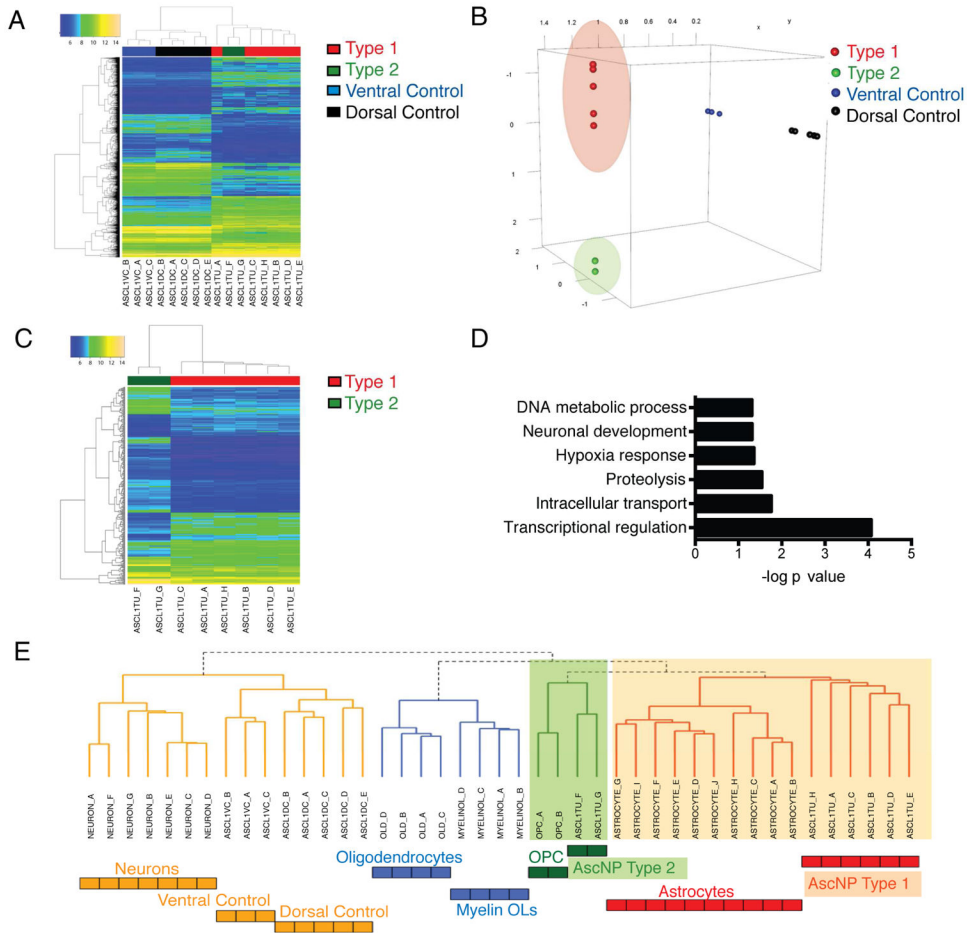 A
6 8 10 12 14
Type 1
Type 2
Ventral Control
Dorsal Control
ASCL1VC_B
ASCL1VC_A
ASCL1VC_C
ASCL1DC_B
ASCL1DC_A
ASCL1DC_C
ASCL1DC_D
ASCL1DC_E
ASCL1TU_A
ASCL1TU_F
ASCL1TU_G
ASCL1TU_C
ASCL1TU_H
ASCL1TU_B
ASCL1TU_D
ASCL1TU_E
B
1.4 1.2 1 0.8 0.6 0.4 0.2
x
y
-1
0
1
2
2
1
0
-1
Type 1
Type 2
Ventral Control
Dorsal Control
C
6 8 10 12 14
Type 1
Type 2
ASCL1TU_F
ASCL1TU_G
ASCL1TU_C
ASCL1TU_A
ASCL1TU_H
ASCL1TU_B
ASCL1TU_D
ASCL1TU_E
D
DNA metabolic process
Neuronal development
Hypoxia response
Proteolysis
Intracellular transport
Transcriptional regulation
0 1 2 3 4 5
-log p value
E
NEURON_A
NEURON_F
NEURON_G
NEURON_B
NEURON_E
NEURON_C
NEURON_D
ASCL1VC_B
ASCL1VC_A
ASCL1VC_C
ASCL1DC_B
ASCL1DC_A
ASCL1DC_C
ASCL1DC_D
ASCL1DC_E
OLD_D
OLD_B
OLD_A
OLD_C
MYELINOL_D
MYELINOL_C
MYELINOL_A
MYELINOL_B
OPC_A
OPC_B
ASCL1TU_F
ASCL1TU_G
ASTROCYTE_G
ASTROCYTE_I
ASTROCYTE_F
ASTROCYTE_E
ASTROCYTE_D
ASTROCYTE_J
ASTROCYTE_H
ASTROCYTE_C
ASTROCYTE_A
ASTROCYTE_B
ASCL1TU_H
ASCL1TU_A
ASCL1TU_C
ASCL1TU_B
ASCL1TU_D
ASCL1TU_E
Neurons
Ventral Control
Dorsal Control
Oligodendrocytes
Myelin OLs
OPC
AscNP Type 2
Astrocytes
AscNP Type 1